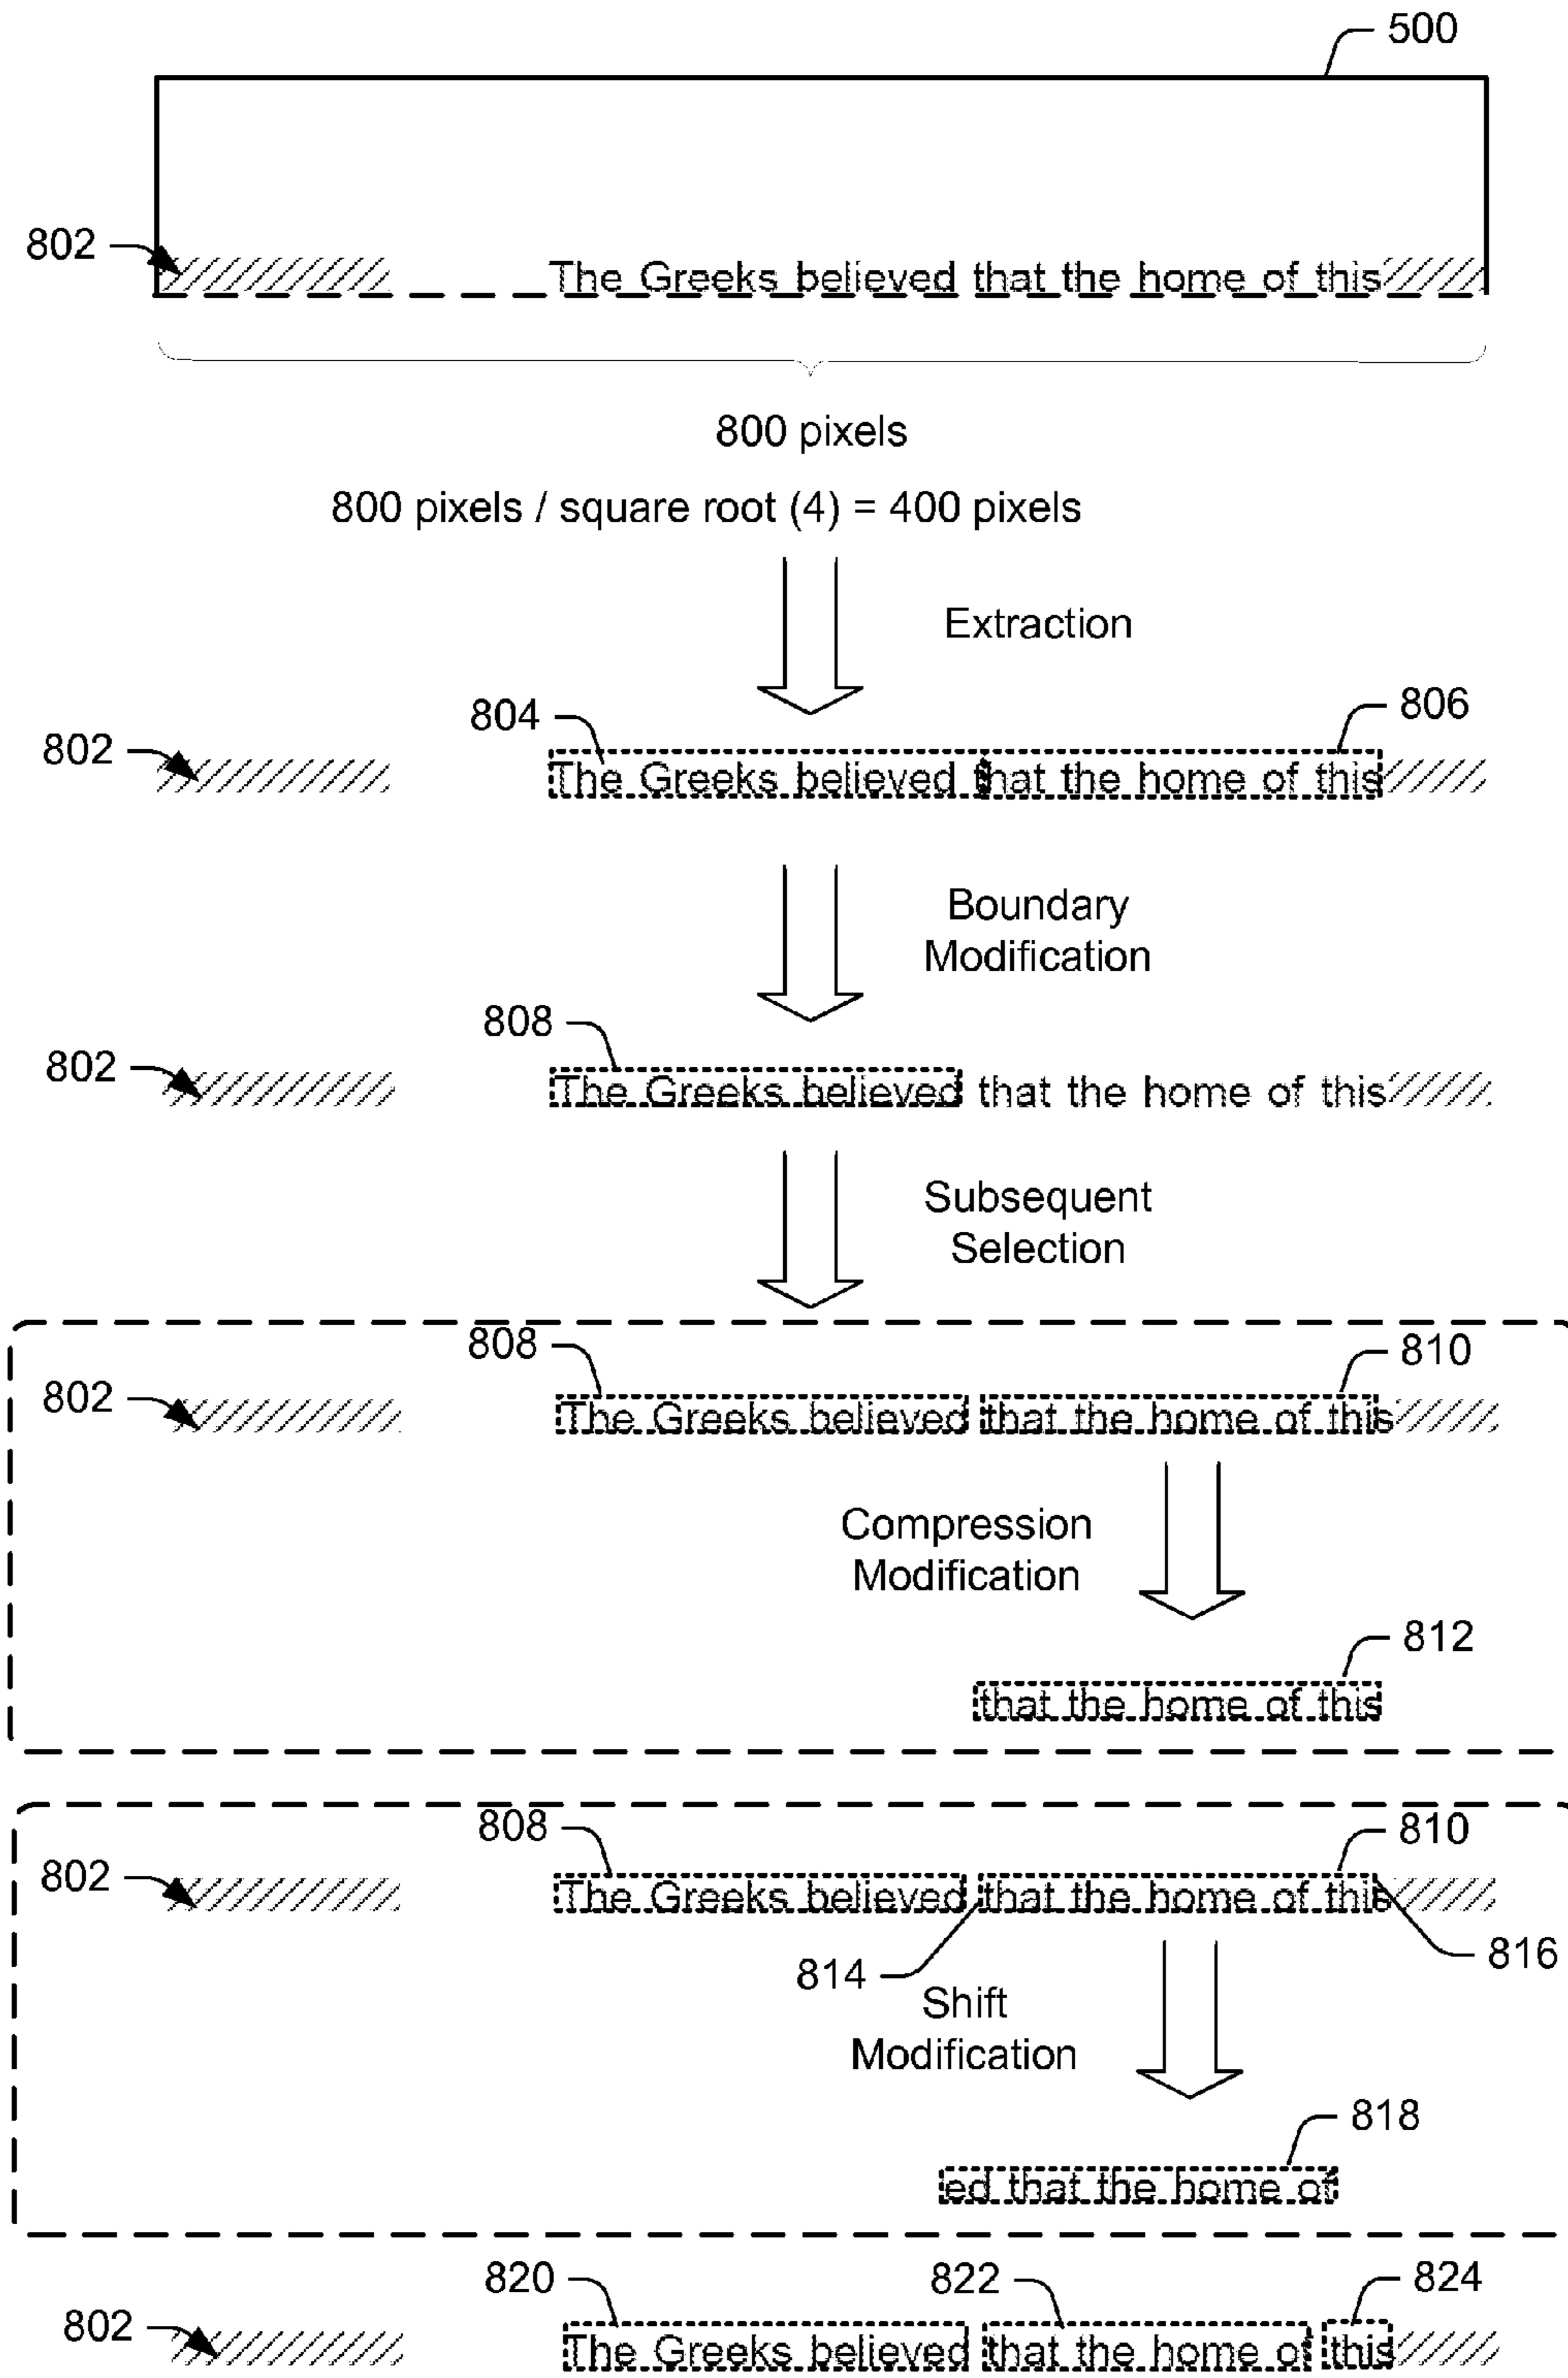 500
802
The Greeks believed that the home of this
800 pixels
800 pixels / square root (4) = 400 pixels
Extraction
804
806
802
The Greeks believed that the home of this
Boundary
Modification
808
802
The Greeks believed that the home of this
Subsequent
Selection
808
810
802
The Greeks believed that the home of this
Compression
Modification
812
that the home of this
808
810
802
The Greeks believed that the home of this
814
816
Shift
Modification
818
ed that the home of
820
822
824
802
The Greeks believed that the home of this